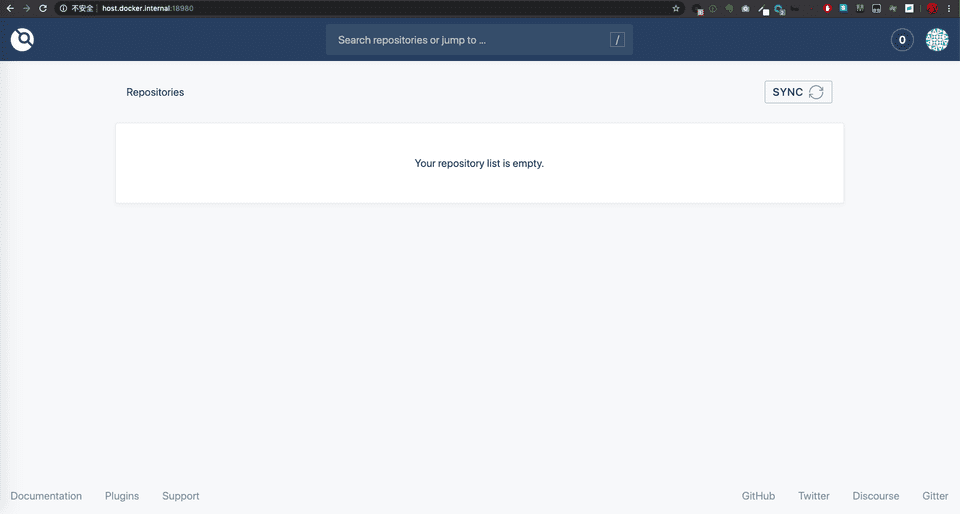 不安全 | host.docker.internal:18980
Search repositories or jump to ...
/
0
Repositories
SYNC
Your repository list is empty.
Documentation Plugins Support
GitHub Twitter Discourse Gitter